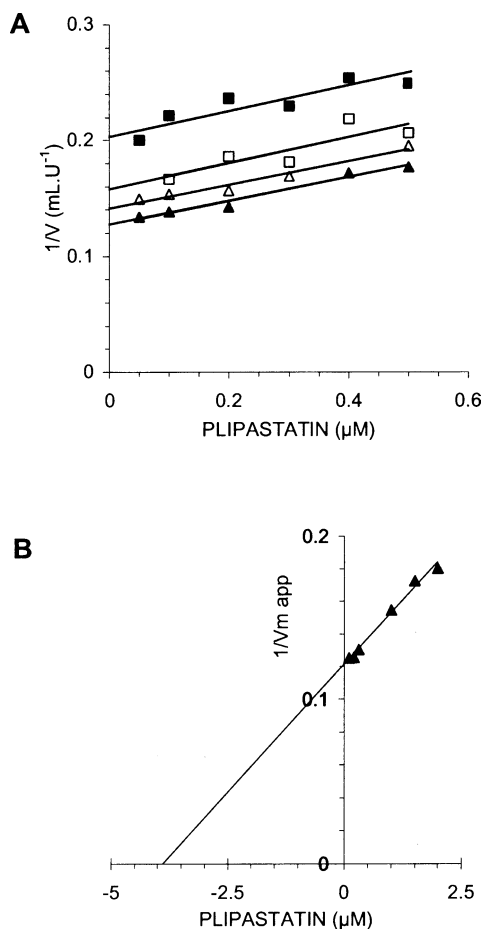 A
0.3
0.2
0.1
0
1/V (mL.U⁻¹)
0 0.2 0.4 0.6
PLIPASTATIN (µM)
B
0.2
0.1
0
1/Vm app
-5 -2.5 0 2.5
PLIPASTATIN (µM)